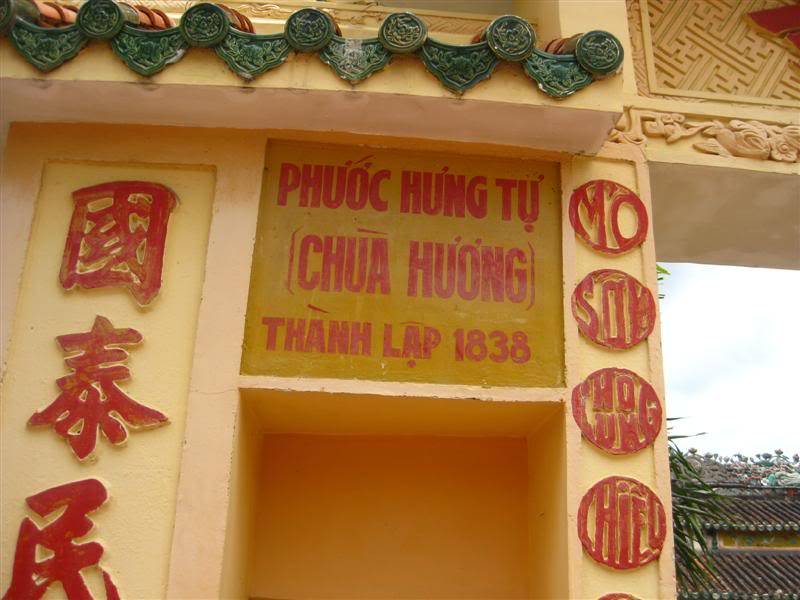 國
泰
民
PHƯỚC HƯNG TỰ
(CHÙA HƯƠNG)
THÀNH LẬP 1838
MÕ
SỚM
CHUÔNG
CHIỀU